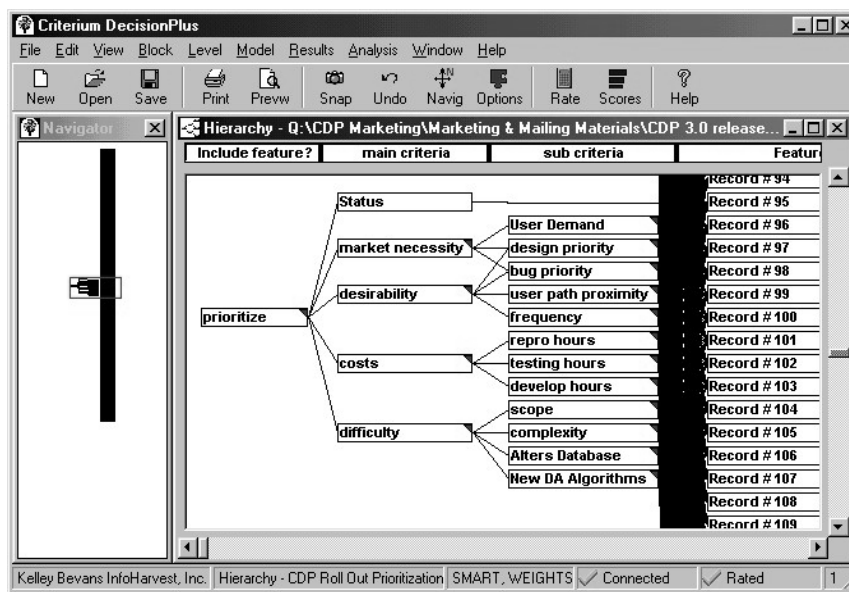 Criterium DecisionPlus
File Edit View Block Level Model Results Analysis Window Help
New Open Save Print Prevw Snap Undo Navig Options Rate Scores Help
Navigator
Hierarchy - Q:\CDP Marketing\Marketing & Mailing Materials\CDP 3.0 release...
Include feature? main criteria sub criteria Featur
Record # 94
Status Record # 95
User Demand Record # 96
market necessity design priority Record # 97
bug priority Record # 98
desirability user path proximity Record # 99
prioritize frequency Record # 100
repro hours Record # 101
costs testing hours Record # 102
develop hours Record # 103
scope Record # 104
difficulty complexity Record # 105
Alters Database Record # 106
New DA Algorithms Record # 107
Record # 108
Record # 109
Kelley Bevans InfoHarvest, Inc. Hierarchy - CDP Roll Out Prioritization SMART, WEIGHTS Connected Rated 1